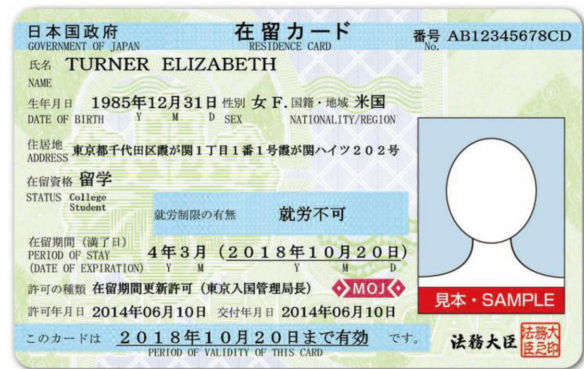 日本国政府 在留カード 番号 AB12345678CD
GOVERNMENT OF JAPAN RESIDENCE CARD No.
氏名 TURNER ELIZABETH
NAME
生年月日 1985年12月31日 性別 女 F. 国籍・地域 米国
DATE OF BIRTH Y M D SEX NATIONALITY/REGION
住居地 東京都千代田区霞が関1丁目1番1号霞が関ハイツ202号
ADDRESS
在留資格 留学
STATUS College
Student
就労制限の有無 就労不可
在留期間(満了日) 4年3月(2018年10月20日)
PERIOD OF STAY
(DATE OF EXPIRATION) Y M Y M D
許可の種類 在留期間更新許可(東京入国管理局長) MOJ
見本・SAMPLE
許可年月日 2014年06月10日 交付年月日 2014年06月10日
このカードは 2018年10月20日まで有効 です。
PERIOD OF VALIDITY OF THIS CARD
法務大臣 法務大臣之印